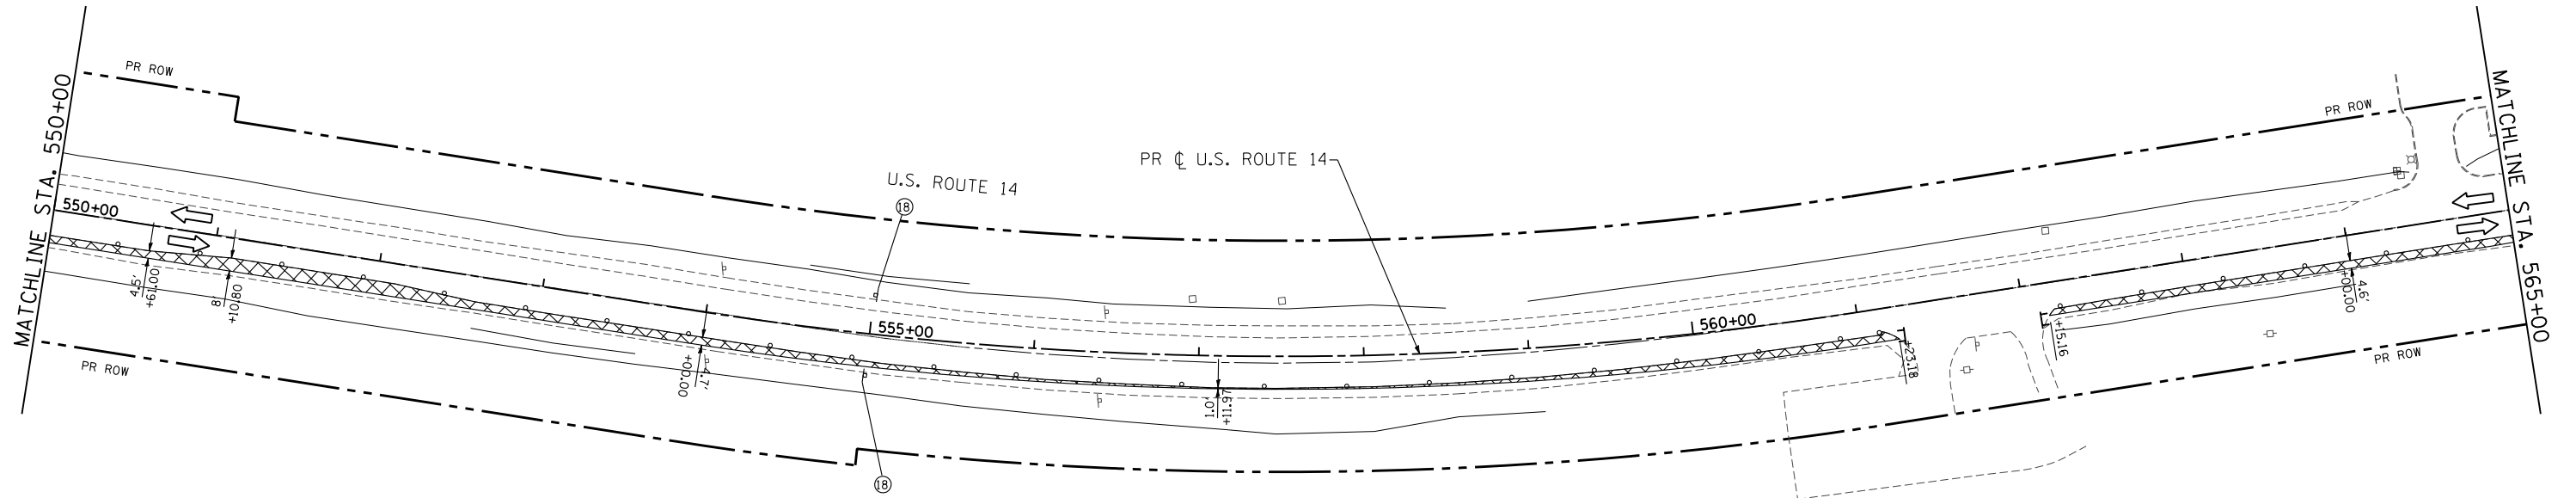 PR ROW
MATCHLINE STA. 550+00
550+00
4.5'
+61.00
8'
+10.80
PR ROW
U.S. ROUTE 14
18
PR ℄ U.S. ROUTE 14
555+00
4.7'
+00.00
18
1.0'
+11.97
560+00
+23.18
+15.16
4.6'
+00.00
PR ROW
PR ROW
MATCHLINE STA. 565+00